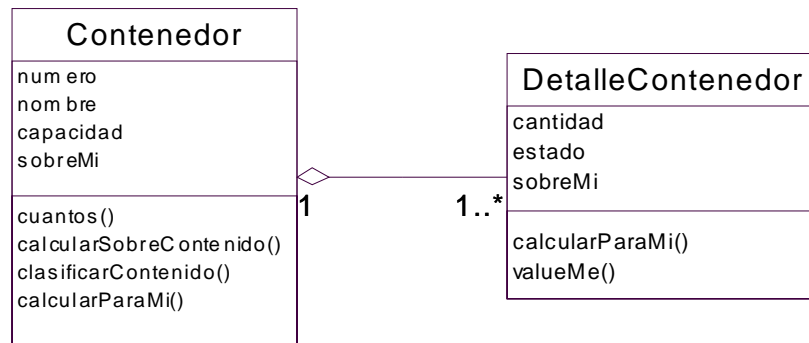 Contenedor
numero
nombre
capacidad
sobreMi
cuantos()
calcularSobreContenido()
clasificarContenido()
calcularParaMi()
1
1..*
DetalleContenedor
cantidad
estado
sobreMi
calcularParaMi()
valueMe()